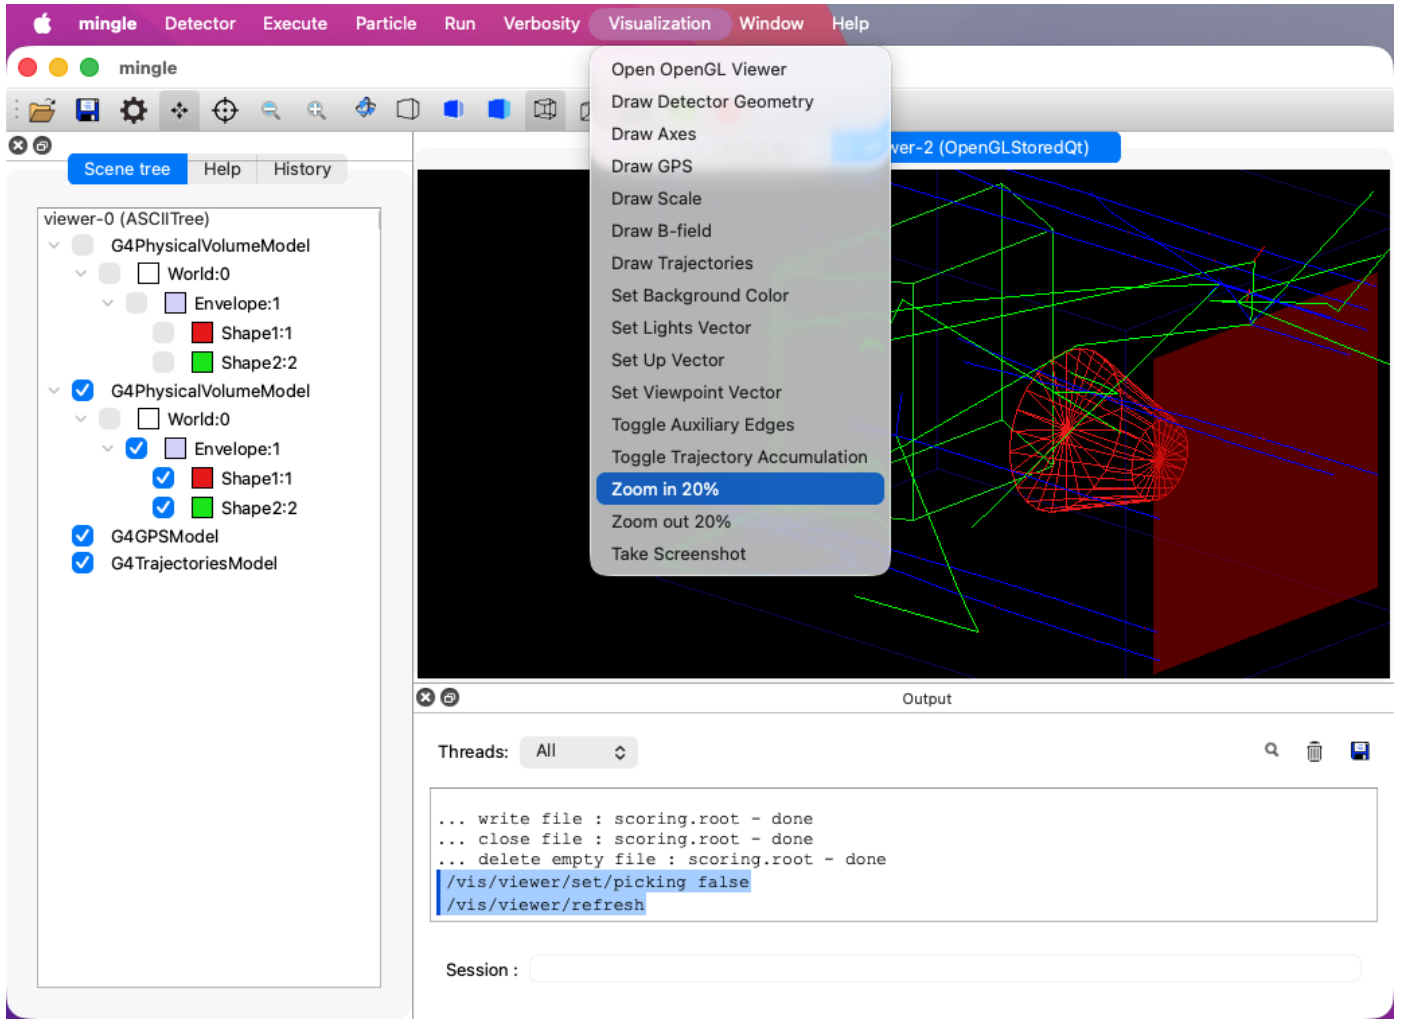 mingle Detector Execute Particle Run Verbosity Visualization Window Help
mingle
Open OpenGL Viewer
Draw Detector Geometry
Draw Axes
Draw GPS
Draw Scale
Draw B-field
Draw Trajectories
Set Background Color
Set Lights Vector
Set Up Vector
Set Viewpoint Vector
Toggle Auxiliary Edges
Toggle Trajectory Accumulation
Zoom in 20%
Zoom out 20%
Take Screenshot
wer-2 (OpenGLStoredQt)
Scene tree Help History
viewer-0 (ASCIITree)
G4PhysicalVolumeModel
World:0
Envelope:1
Shape1:1
Shape2:2
G4PhysicalVolumeModel
World:0
Envelope:1
Shape1:1
Shape2:2
G4GPSModel
G4TrajectoriesModel
Output
Threads: All
... write file : scoring.root - done
... close file : scoring.root - done
... delete empty file : scoring.root - done
/vis/viewer/set/picking false
/vis/viewer/refresh
Session :